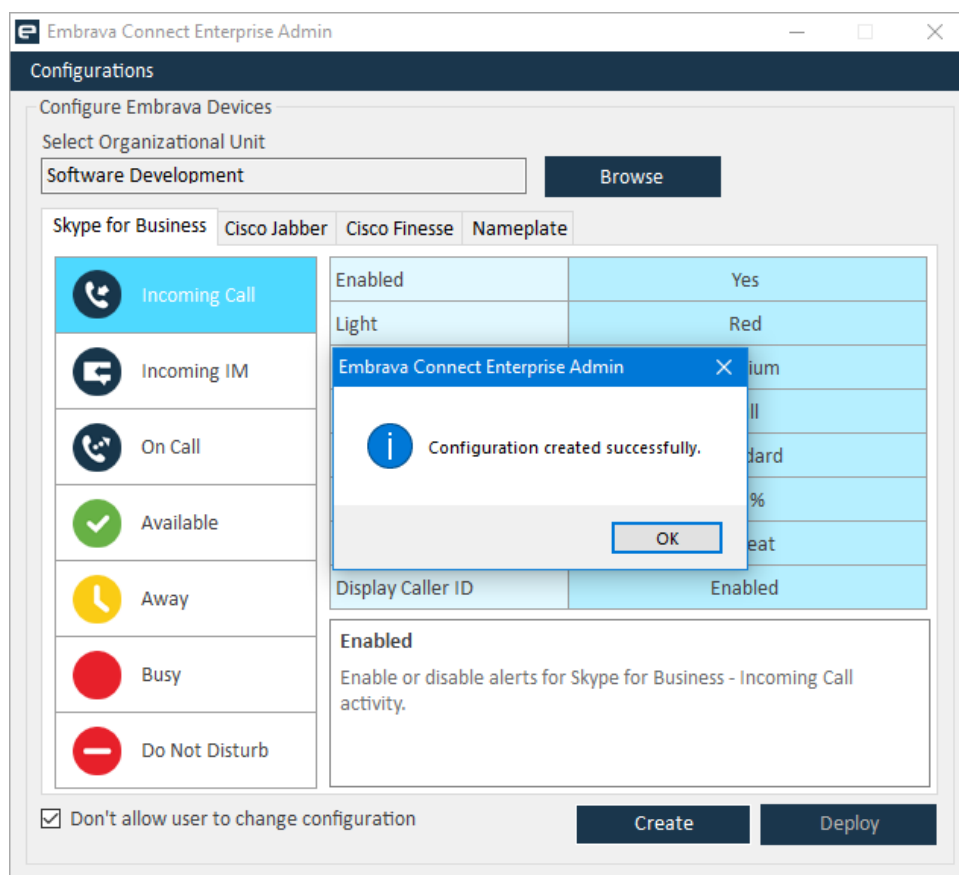 Embrava Connect Enterprise Admin
Configurations
Configure Embrava Devices
Select Organizational Unit
Software Development
Browse
Skype for Business Cisco Jabber Cisco Finesse Nameplate
Incoming Call
Incoming IM
On Call
Available
Away
Busy
Do Not Disturb
Enabled Yes
Light Red
Embrava Connect Enterprise Admin
Configuration created successfully.
OK
Display Caller ID Enabled
Enabled
Enable or disable alerts for Skype for Business - Incoming Call
activity.
Don't allow user to change configuration
Create
Deploy